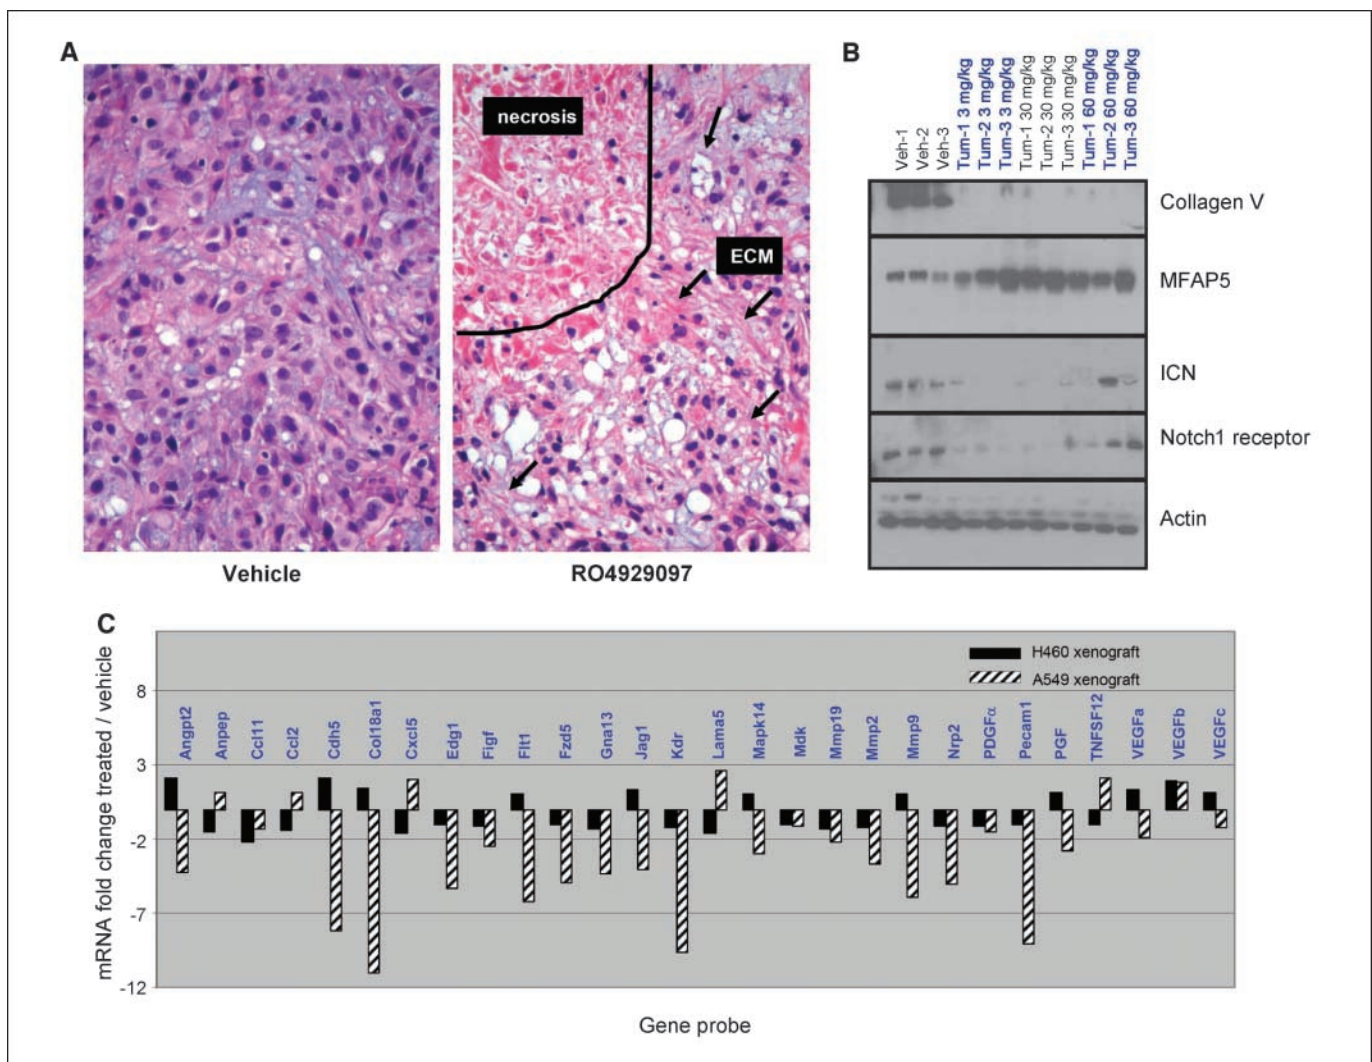 A
necrosis
ECM
Vehicle
RO4929097
B
Veh-1
Veh-2
Veh-3
Tum-1 3 mg/kg
Tum-2 3 mg/kg
Tum-3 3 mg/kg
Tum-1 30 mg/kg
Tum-2 30 mg/kg
Tum-3 30 mg/kg
Tum-1 60 mg/kg
Tum-2 60 mg/kg
Tum-3 60 mg/kg
Collagen V
MFAP5
ICN
Notch1 receptor
Actin
C
mRNA fold change treated / vehicle
8
3
-2
-7
-12
H460 xenograft
A549 xenograft
Angpt2
Anpep
Ccl11
Ccl2
Cdh5
Col18a1
Cxcl5
Edg1
Figf
Flt1
Fzd5
Gna13
Jag1
Kdr
Lama5
Mapk14
Mdk
Mmp19
Mmp2
Mmp9
Nrp2
PDGFα
Pecam1
PGF
TNFSF12
VEGFa
VEGFb
VEGFc
Gene probe